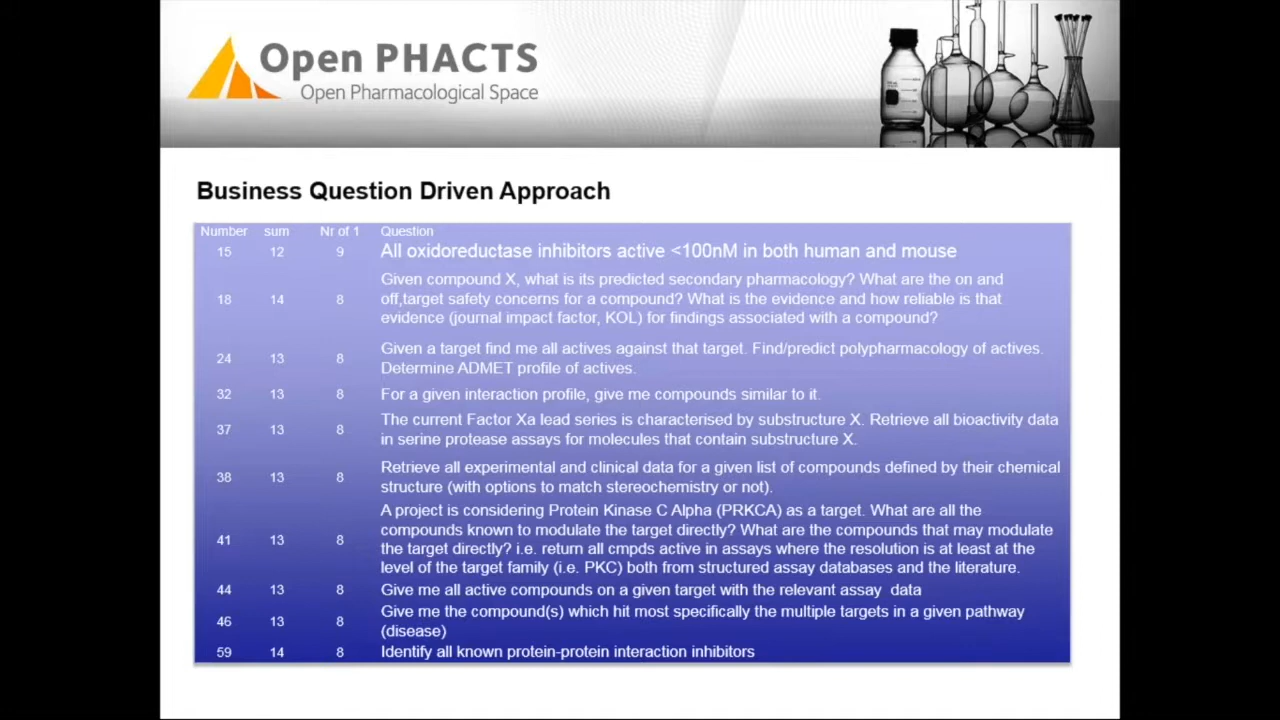 Open PHACTS
Open Pharmacological Space
Business Question Driven Approach
Number sum Nr of 1 Question
15 12 9 All oxidoreductase inhibitors active <100nM in both human and mouse
Given compound X, what is its predicted secondary pharmacology? What are the on and
18 14 8 off,target safety concerns for a compound? What is the evidence and how reliable is that
evidence (journal impact factor, KOL) for findings associated with a compound?
24 13 8 Given a target find me all actives against that target. Find/predict polypharmacology of actives.
Determine ADMET profile of actives.
32 13 8 For a given interaction profile, give me compounds similar to it.
37 13 8 The current Factor Xa lead series is characterised by substructure X. Retrieve all bioactivity data
in serine protease assays for molecules that contain substructure X.
38 13 8 Retrieve all experimental and clinical data for a given list of compounds defined by their chemical
structure (with options to match stereochemistry or not).
A project is considering Protein Kinase C Alpha (PRKCA) as a target. What are all the
compounds known to modulate the target directly? What are the compounds that may modulate
41 13 8 the target directly? i.e. return all cmpds active in assays where the resolution is at least at the
level of the target family (i.e. PKC) both from structured assay databases and the literature.
44 13 8 Give me all active compounds on a given target with the relevant assay data
46 13 8 Give me the compound(s) which hit most specifically the multiple targets in a given pathway
(disease)
59 14 8 Identify all known protein-protein interaction inhibitors